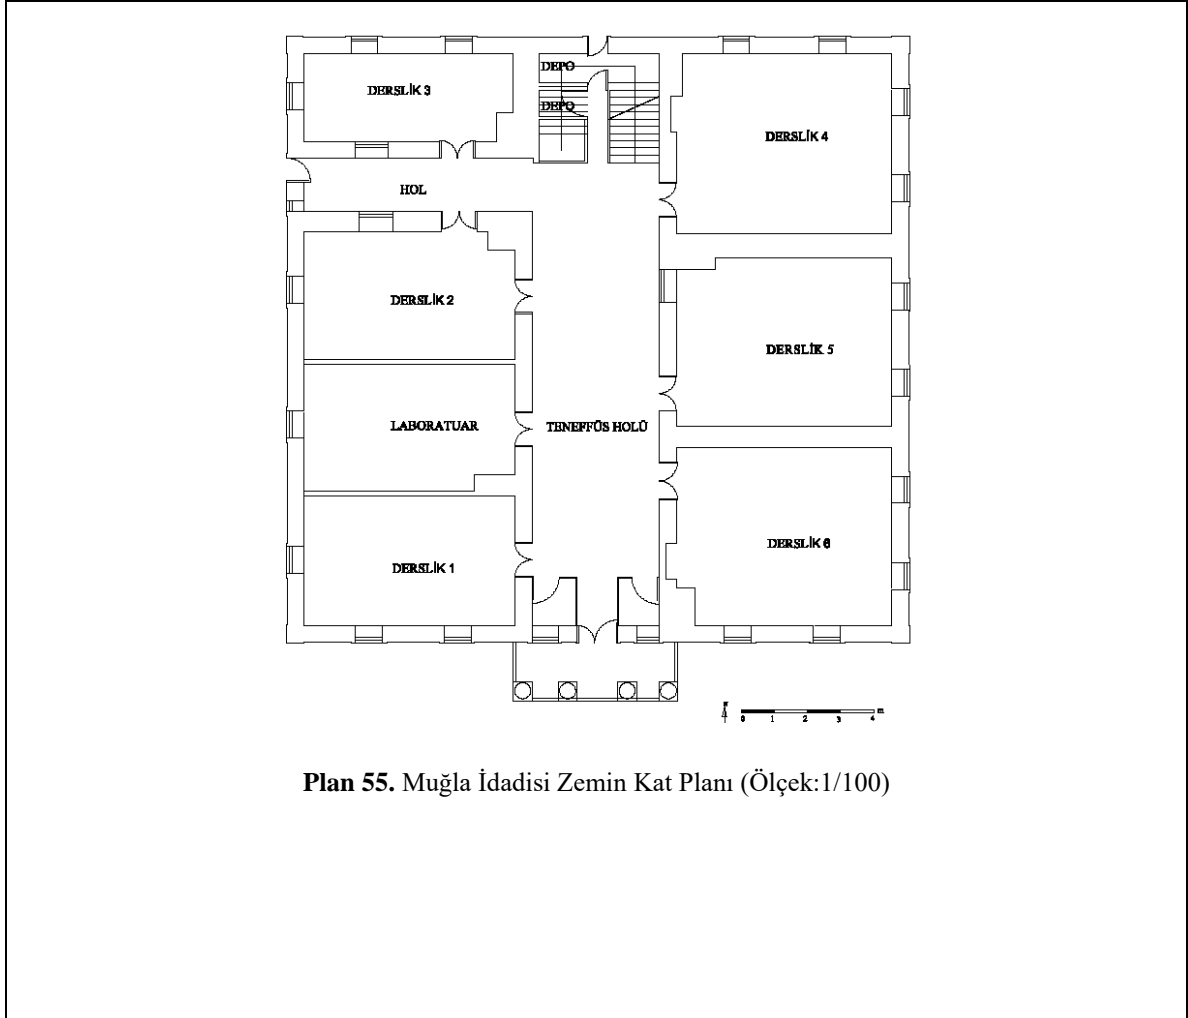 DEPO
DERSLİK 3
DEPO
DERSLİK 4
HOL
DERSLİK 2
DERSLİK 5
LABORATUAR
TENEFFÜS HOLÜ
DERSLİK 6
DERSLİK 1
0 1 2 3 4 m
Plan 55. Muğla İdadisi Zemin Kat Planı (Ölçek:1/100)